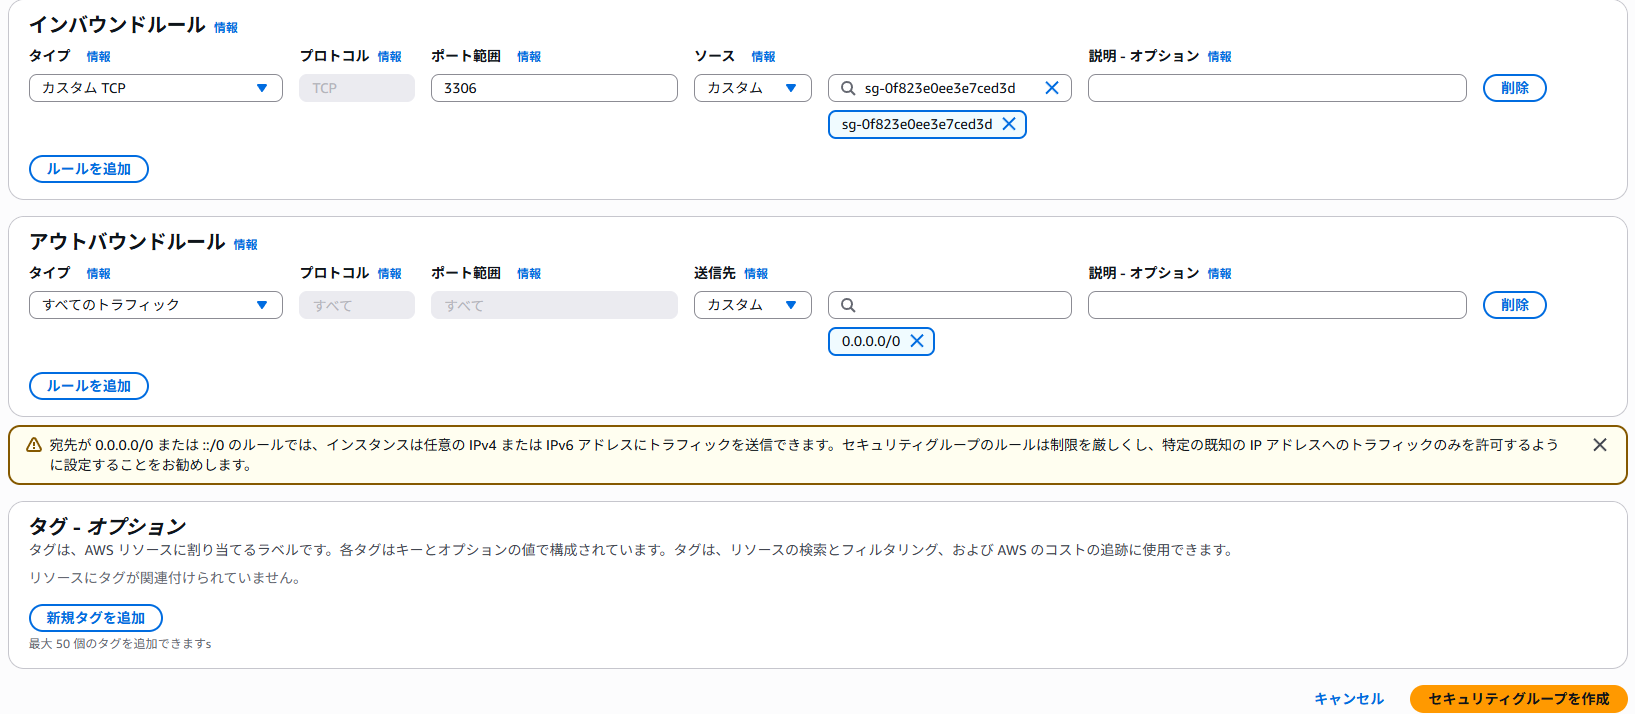 インバウンドルール 情報
タイプ 情報 プロトコル 情報 ポート範囲 情報 ソース 情報 説明 - オプション 情報
カスタム TCP TCP 3306 カスタム sg-0f823e0ee3e7ced3d 削除
sg-0f823e0ee3e7ced3d
ルールを追加
アウトバウンドルール 情報
タイプ 情報 プロトコル 情報 ポート範囲 情報 送信先 情報 説明 - オプション 情報
すべてのトラフィック すべて すべて カスタム 削除
0.0.0.0/0
ルールを追加
宛先が 0.0.0.0/0 または ::/0 のルールでは、インスタンスは任意の IPv4 または IPv6 アドレスにトラフィックを送信できます。セキュリティグループのルールは制限を厳しくし、特定の既知の IP アドレスへのトラフィックのみを許可するよう
に設定することをお勧めします。
タグ - オプション
タグは、AWS リソースに割り当てるラベルです。各タグはキーとオプションの値で構成されています。タグは、リソースの検索とフィルタリング、および AWS のコストの追跡に使用できます。
リソースにタグが関連付けられていません。
新規タグを追加
最大 50 個のタグを追加できますs
キャンセル セキュリティグループを作成